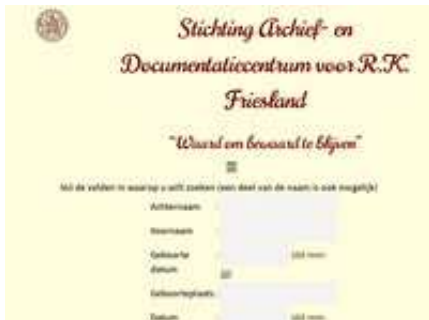 Stichting Archief- en
Documentatiecentrum voor R.K.
Friesland
"Waard om bewaard te blijven"
Vul de velden in waarop u wilt zoeken (een deel van de naam is ook mogelijk)
Achternaam
Voornaam
Geboorte
datum
Geboorteplaats
Datum